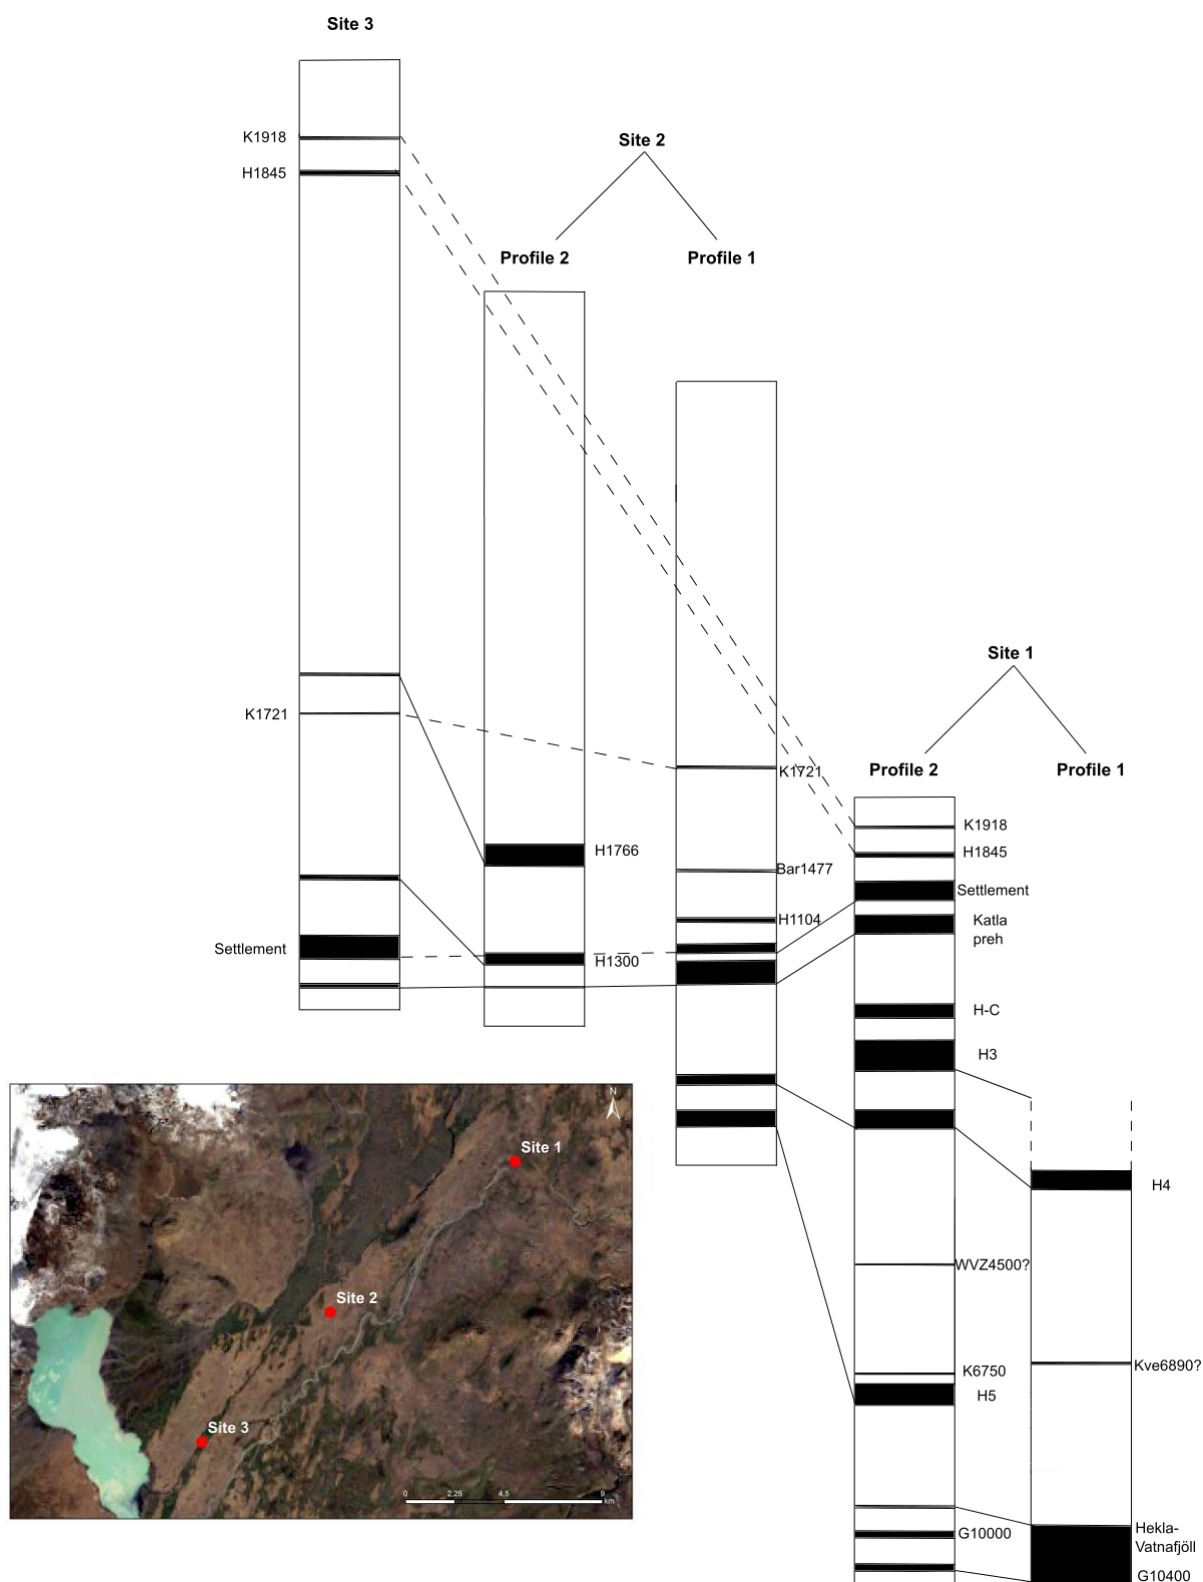 Site 3
K1918
H1845
Site 2
Profile 2
Profile 1
K1721
K1721
H1766
Bar1477
H1104
Settlement
H1300
Site 1
Profile 2
Profile 1
K1918
H1845
Settlement
Katla
preh
H-C
H3
H4
WVZ4500?
Kve6890?
K6750
H5
G10000
Hekla-
Vatnafjöll
G10400
N
Site 1
Site 2
Site 3
0 2,25 4,5 9
km